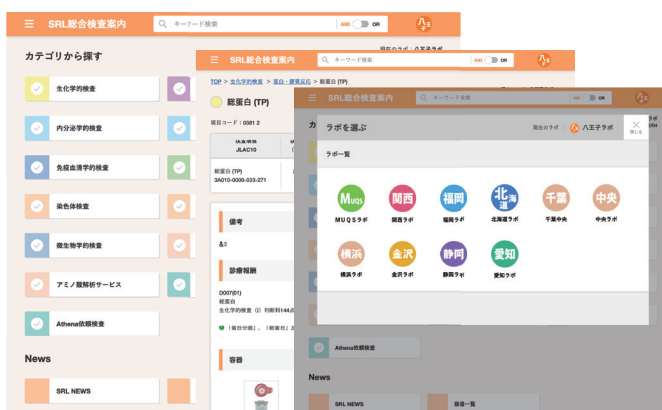 SRL総合検査案内
キーワード検索
AND OR
八王
カテゴリから探す
生化学的検査
内分泌学的検査
免疫血清学的検査
染色体検査
微生物学的検査
アミノ酸解析サービス
Athena依頼検査
News
SRL NEWS
SRL総合検査案内
キーワード検索
AND OR
TOP > 生化学的検査 > 蛋白・膠質反応 > 総蛋白 (TP)
総蛋白 (TP)
項目コード：0381 2
検査項目
JLAC10
総蛋白 (TP)
3A010-0000-023-271
備考
&1
診療報酬
D007(01)
総蛋白
生化学的検査（I）判断料144点
容器
SRL総合検査案内
キーワード検索
AND OR
ラボを選ぶ
現在のラボ
八王子ラボ
閉じる
ラボ一覧
MUQS
関西
福岡
北海道
千葉
中央
MUQSラボ
関西ラボ
福岡ラボ
北海道ラボ
千葉中央
中央ラボ
横浜
金沢
静岡
愛知
横浜ラボ
金沢ラボ
静岡ラボ
愛知ラボ
Athena依頼検査
News
SRL NEWS
容器一覧